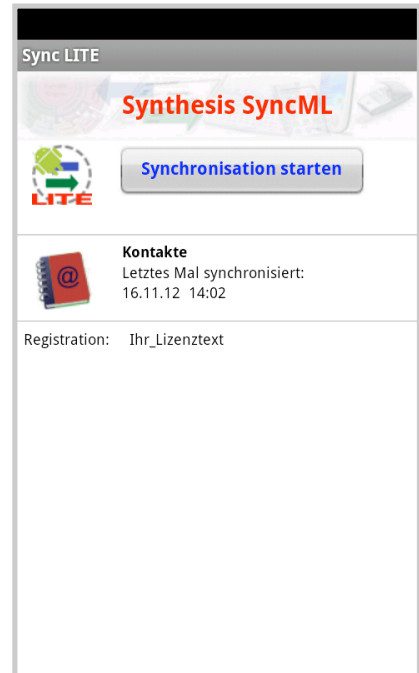 Sync LITE
Synthesis SyncML
Synchronisation starten
LITE
Kontakte
@
Letztes Mal synchronisiert:
16.11.12 14:02
Registration: Ihr_Lizenztext